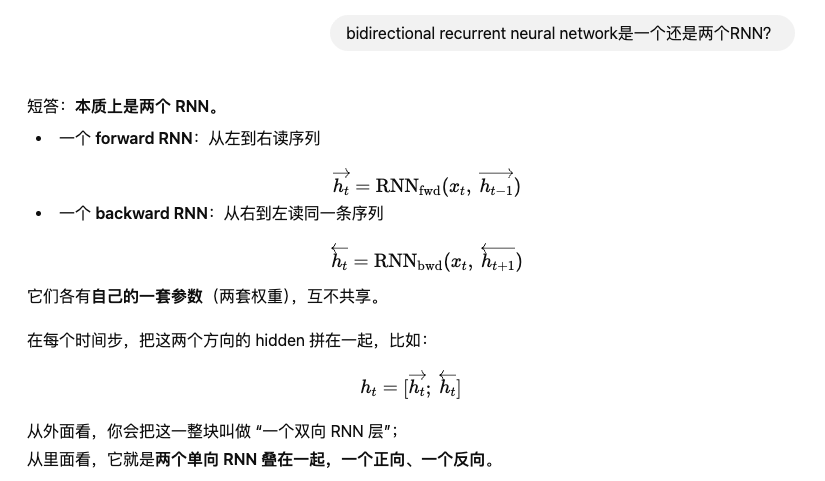 bidirectional recurrent neural network是一个还是两个RNN?
短答：本质上是两个 RNN。
• 一个 forward RNN：从左到右读序列
$\overrightarrow{h_t} = \text{RNN}_{\text{fwd}}(x_t, \overrightarrow{h_{t-1}})$
• 一个 backward RNN：从右到左读同一条序列
$\overleftarrow{h_t} = \text{RNN}_{\text{bwd}}(x_t, \overleftarrow{h_{t+1}})$
它们各有自己的一套参数（两套权重），互不共享。
在每个时间步，把这两个方向的 hidden 拼在一起，比如：
$h_t = [\overrightarrow{h_t}; \overleftarrow{h_t}]$
从外面看，你会把这一整块叫做 “一个双向 RNN 层”；
从里面看，它就是两个单向 RNN 叠在一起，一个正向、一个反向。